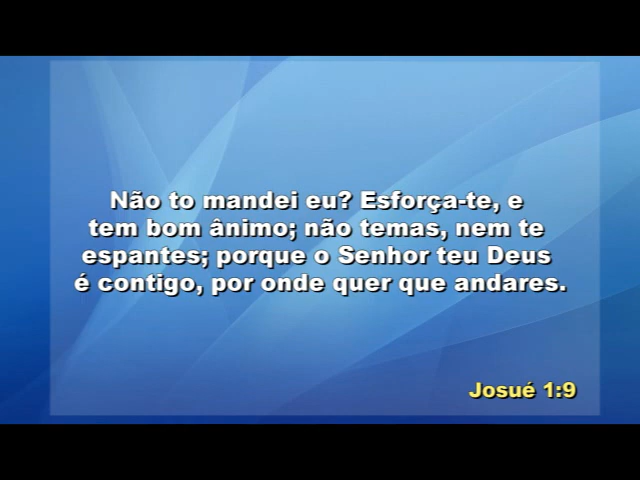 Não to mandei eu? Esforça-te, e
tem bom ânimo; não temas, nem te
espantes; porque o Senhor teu Deus
é contigo, por onde quer que andares.
Josué 1:9